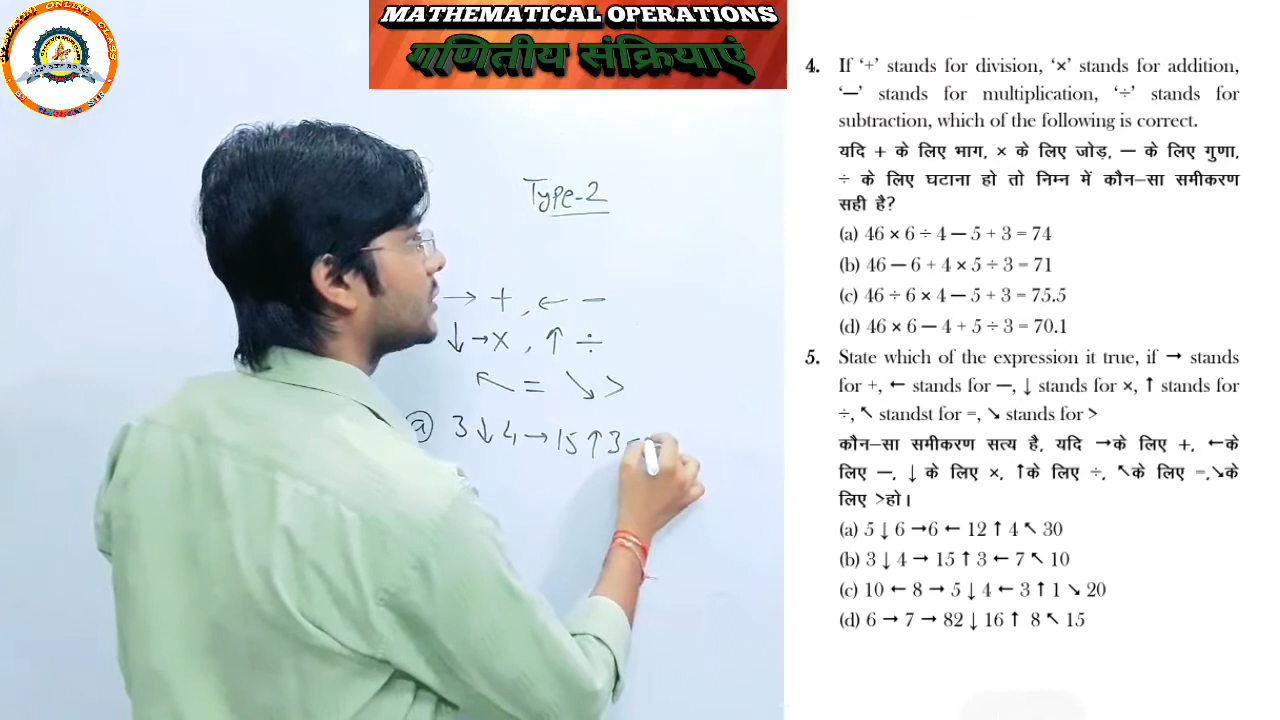 MATHEMATICAL OPERATIONS
गणितीय संक्रियाएं
ONLINE CLASS
Type-2
→ +, ← −
↓→×, ↑ ÷
↖ = ↘ >
ⓐ 3↓4→15↑3
4. If ‘+’ stands for division, ‘×’ stands for addition,
‘—’ stands for multiplication, ‘÷’ stands for
subtraction, which of the following is correct.
यदि + के लिए भाग, × के लिए जोड़, — के लिए गुणा,
÷ के लिए घटाना हो तो निम्न में कौन–सा समीकरण
सही है?
(a) 46 × 6 ÷ 4 — 5 + 3 = 74
(b) 46 — 6 + 4 × 5 ÷ 3 = 71
(c) 46 ÷ 6 × 4 — 5 + 3 = 75.5
(d) 46 × 6 — 4 + 5 ÷ 3 = 70.1
5. State which of the expression it true, if → stands
for +, ← stands for —, ↓ stands for ×, ↑ stands for
÷, ↖ standst for =, ↘ stands for >
कौन–सा समीकरण सत्य है, यदि →के लिए +, ←के
लिए —, ↓ के लिए ×, ↑के लिए ÷, ↖के लिए =,↘के
लिए >हो।
(a) 5 ↓ 6 →6 ← 12 ↑ 4 ↖ 30
(b) 3 ↓ 4 → 15 ↑ 3 ← 7 ↖ 10
(c) 10 ← 8 → 5 ↓ 4 ← 3 ↑ 1 ↘ 20
(d) 6 → 7 → 82 ↓ 16 ↑ 8 ↖ 15